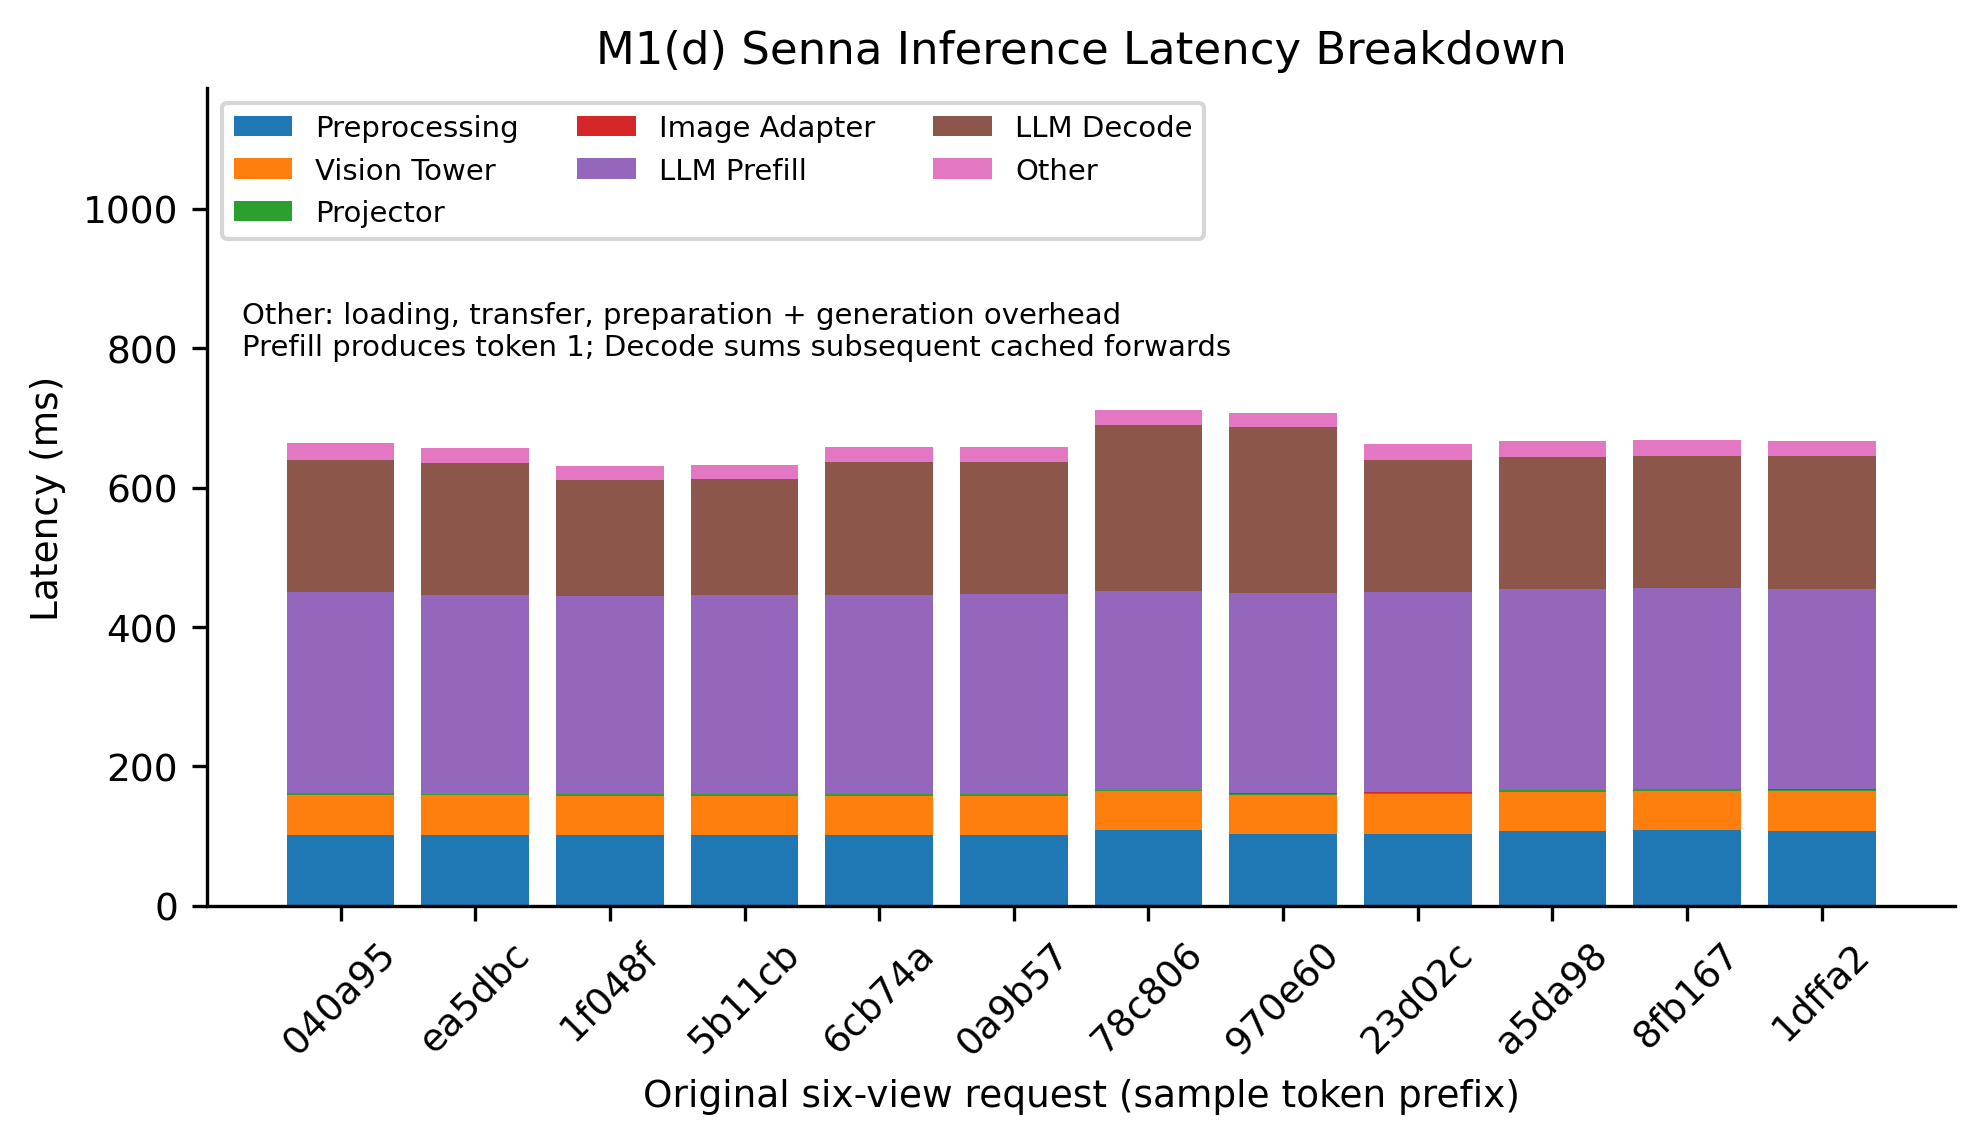 M1(d) Senna Inference Latency Breakdown
Preprocessing
Vision Tower
Projector
Image Adapter
LLM Prefill
LLM Decode
Other
Other: loading, transfer, preparation + generation overhead
Prefill produces token 1; Decode sums subsequent cached forwards
Latency (ms)
1000
800
600
400
200
0
040a95
ea5dbc
1f048f
5b11cb
6cb74a
0a9b57
78c806
970e60
23d02c
a5da98
8fb167
1dffa2
Original six-view request (sample token prefix)